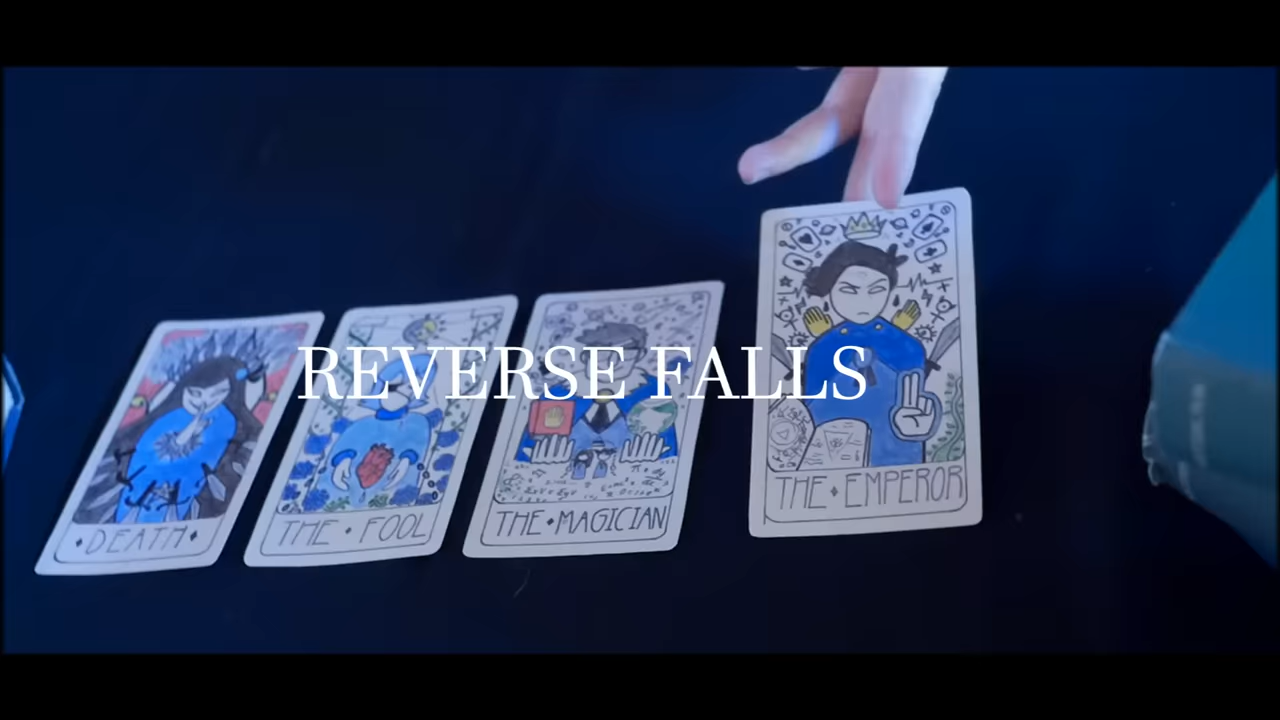 REVERSE FALLS
DEATH
THE FOOL
THE MAGICIAN
THE EMPEROR